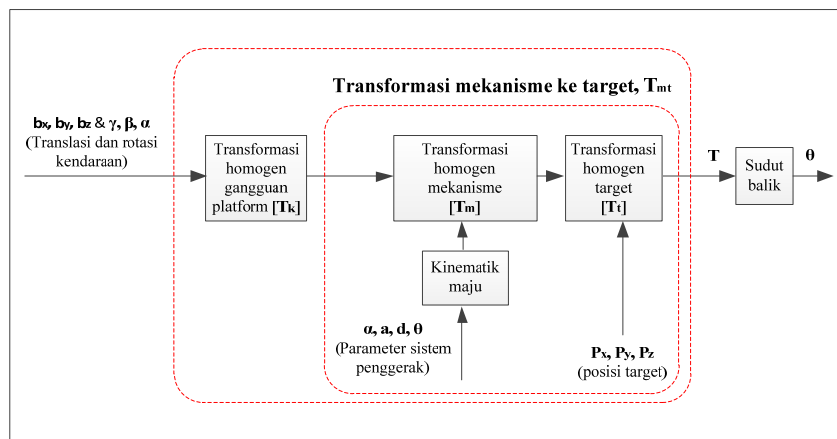 Transformasi mekanisme ke target, Tmt
bx, by, bz & γ, β, α
(Translasi dan rotasi
kendaraan)
Transformasi
homogen
gangguan
platform [Tk]
Transformasi
homogen
mekanisme
[Tm]
Transformasi
homogen
target
[Tt]
T
Sudut
balik
θ
Kinematik
maju
α, a, d, θ
(Parameter sistem
penggerak)
Px, Py, Pz
(posisi target)